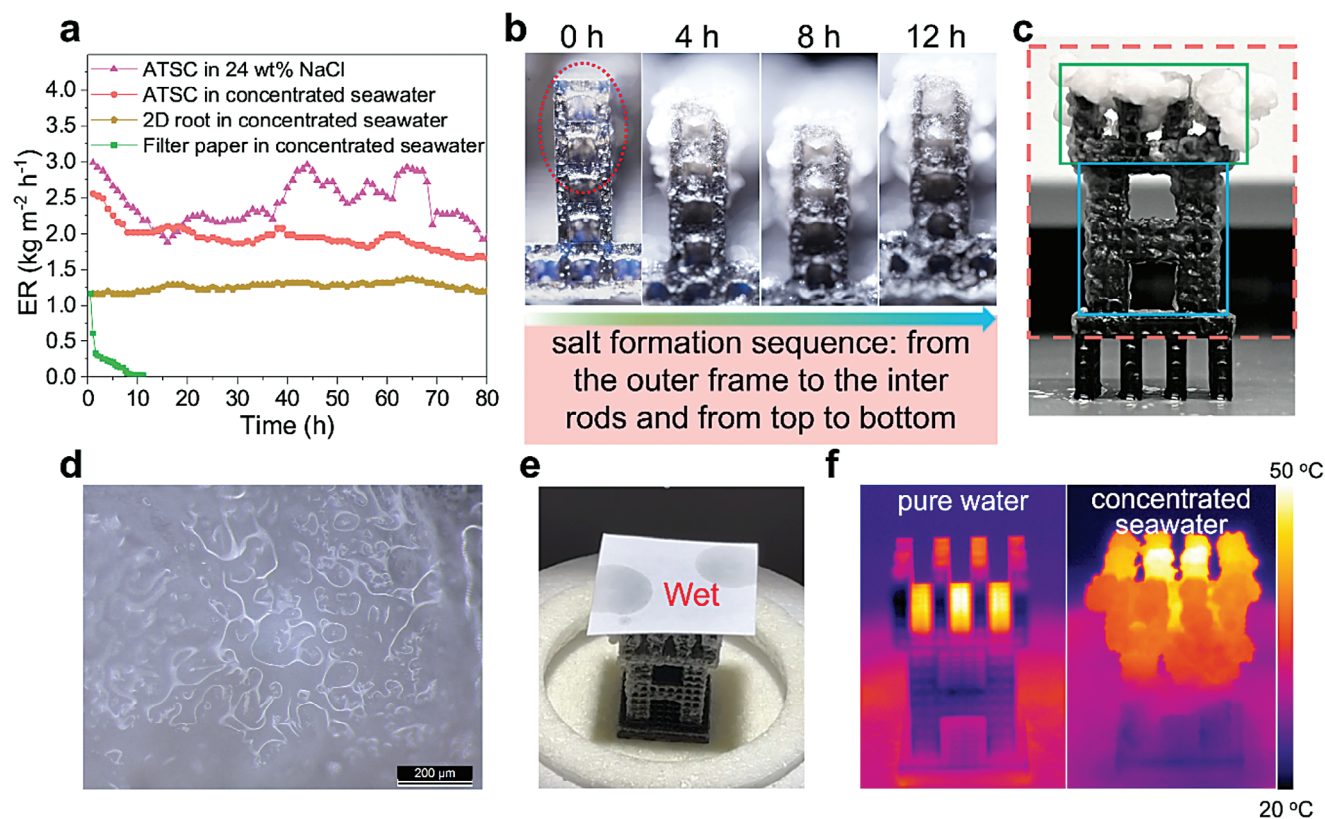 a
ATSC in 24 wt% NaCl
ATSC in concentrated seawater
2D root in concentrated seawater
Filter paper in concentrated seawater
ER (kg m⁻² h⁻¹)
4.0
3.5
3.0
2.5
2.0
1.5
1.0
0.5
0.0
0 10 20 30 40 50 60 70 80
Time (h)
b
0 h 4 h 8 h 12 h
salt formation sequence: from
the outer frame to the inter
rods and from top to bottom
c
d
200 μm
e
Wet
f
pure water
concentrated
seawater
50 °C
20 °C